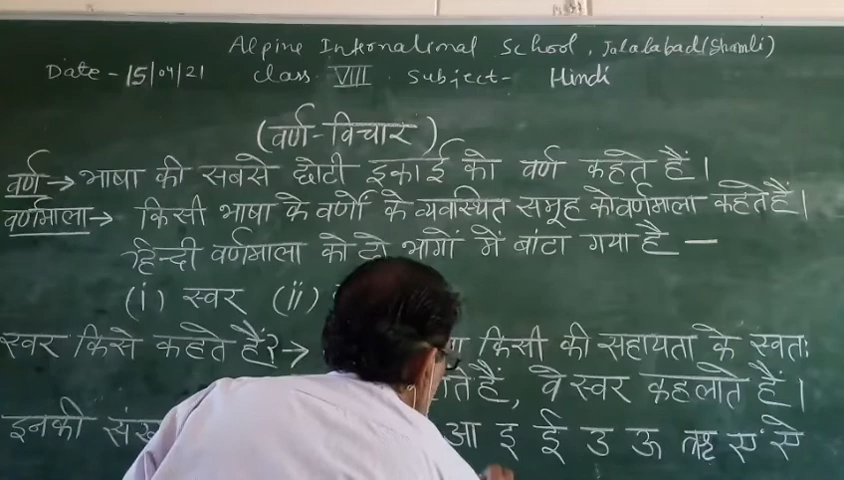 Alpine International School, Jalalabad (Shamli)
Date - 15/04/21 Class VIII Subject - Hindi
(वर्ण-विचार)
वर्ण → भाषा की सबसे छोटी इकाई को वर्ण कहते हैं।
वर्णमाला → किसी भाषा के वर्णों के व्यवस्थित समूह को वर्णमाला कहते हैं।
हिन्दी वर्णमाला को दो भागों में बांटा गया है —
(i) स्वर (ii)
स्वर किसे कहते हैं? → किसी की सहायता के स्वतः
हैं, वे स्वर कहलाते हैं।
इनकी आ इ ई उ ऊ ऋ ए ऐ